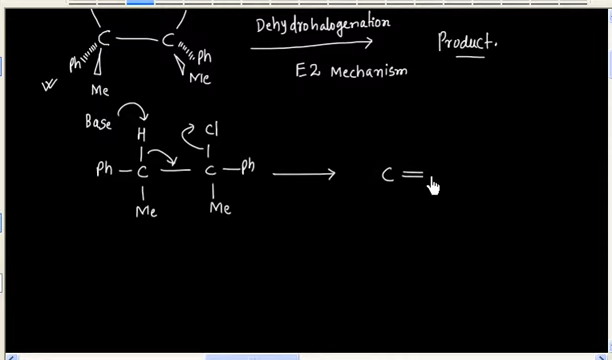 Dehydrohalogenation
Product.
E2 Mechanism
C — C
Ph Ph
Me Me
Base
H Cl
Ph – C — C – Ph
Me Me
C =